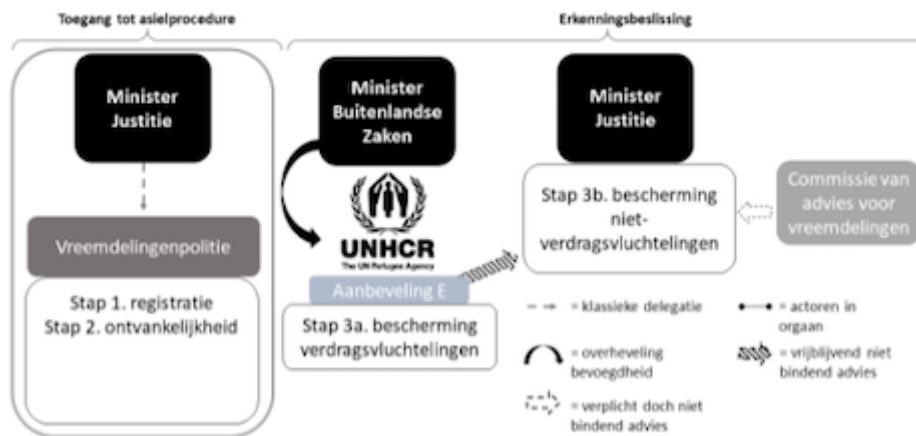 Toegang tot asielprocedure
Erkenningsbeslissing
Minister
Justitie
Vreemdelingenpolitie
Stap 1. registratie
Stap 2. ontvankelijkheid
Minister
Buitenlandse
Zaken
UNHCR
The UN Refugee Agency
Aanbeveling E
Stap 3a. bescherming
verdragsvluchtelingen
Minister
Justitie
Stap 3b. bescherming
niet-
verdragsvluchtelingen
Commissie van
advies voor
vreemdelingen
= klassieke delegatie
= overheveling
bevoegdheid
= verplicht doch niet
bindend advies
= actoren in
orgaan
= vrijblijvend niet
bindend advies